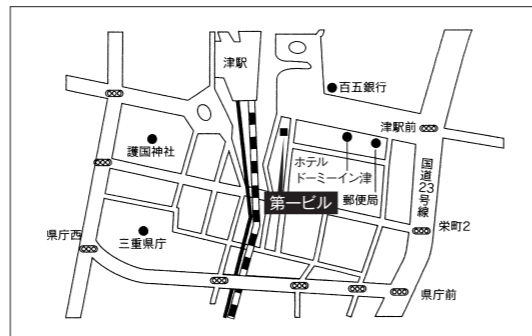 津駅
百五銀行
津駅前
護国神社
ホテル
ドーミーイン津
郵便局
国道23号線
第一ビル
栄町2
県庁西
三重県庁
県庁前